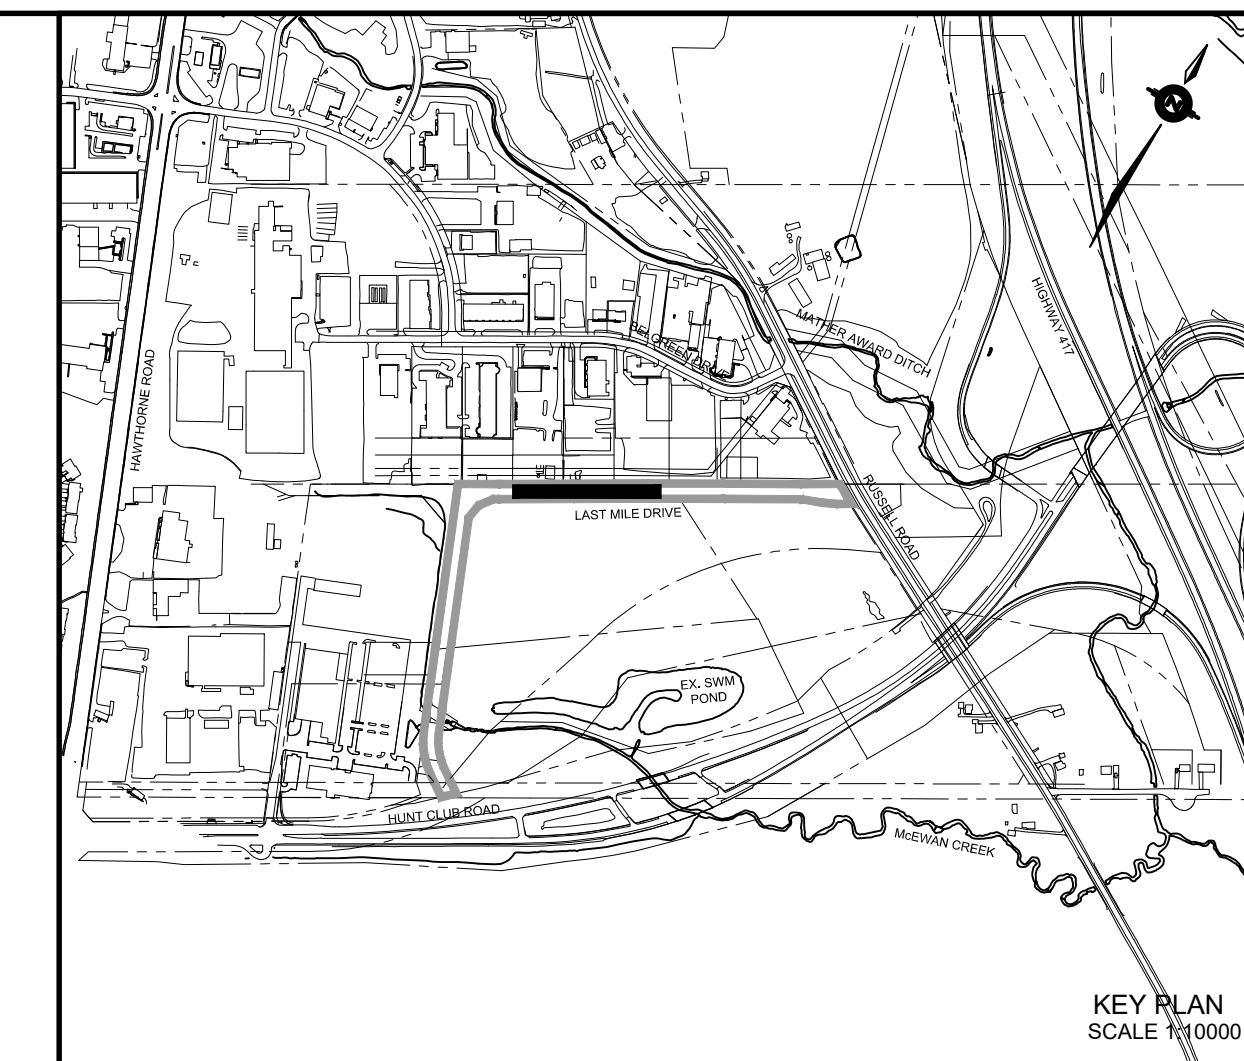 N
HIGHWAY 417
MATHER AWARD DITCH
BELGREEN DRIVE
HAWTHORNE ROAD
RUSSELL ROAD
LAST MILE DRIVE
EX. SWM
POND
HUNT CLUB ROAD
McEWAN CREEK
KEY PLAN
SCALE 1:10000